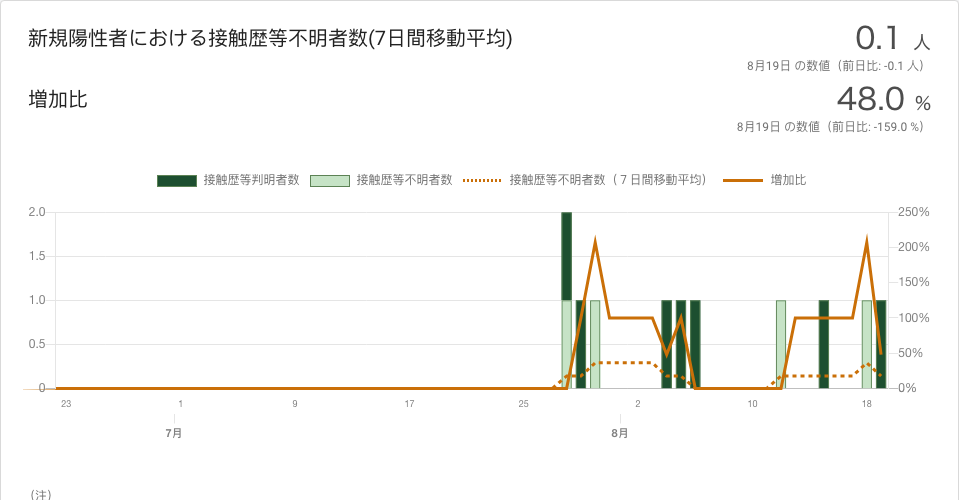 新規陽性者における接触歴等不明者数(7日間移動平均)
0.1 人
8月19日 の数値（前日比: -0.1 人）
増加比
48.0 %
8月19日 の数値（前日比: -159.0 %）
接触歴等判明者数 接触歴等不明者数 接触歴等不明者数（７日間移動平均） 増加比
2.0 250%
200%
1.5
150%
1.0 100%
0.5 50%
0 0%
23 1 9 17 25 2 10 18
7月 8月
（注）